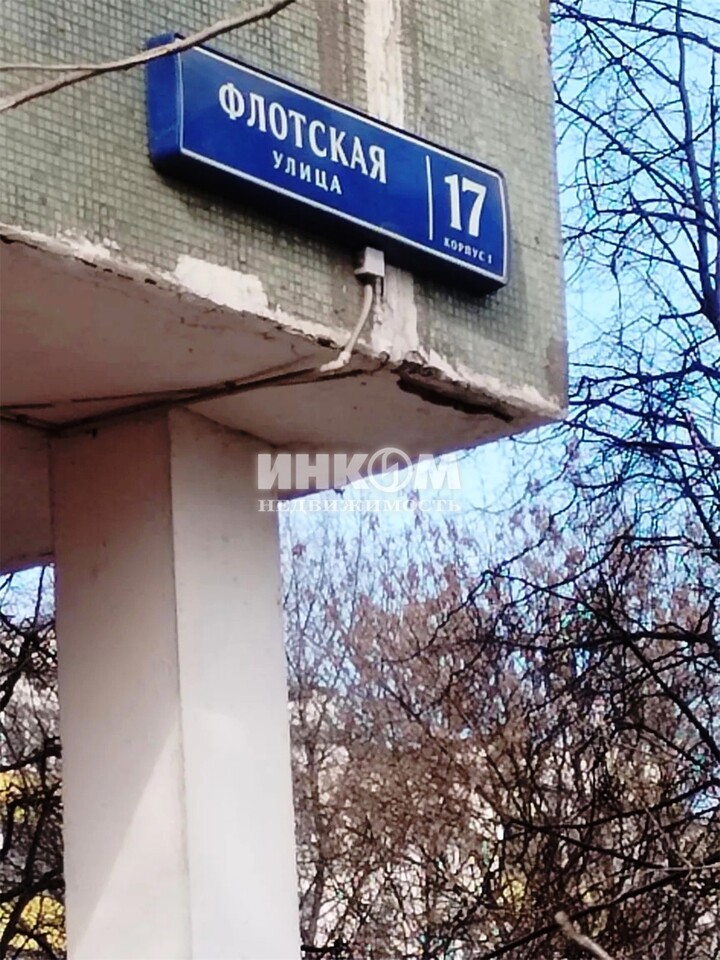 ФЛОТСКАЯ
УЛИЦА
17
КОРПУС 1
ИНКОМ
НЕДВИЖИМОСТЬ